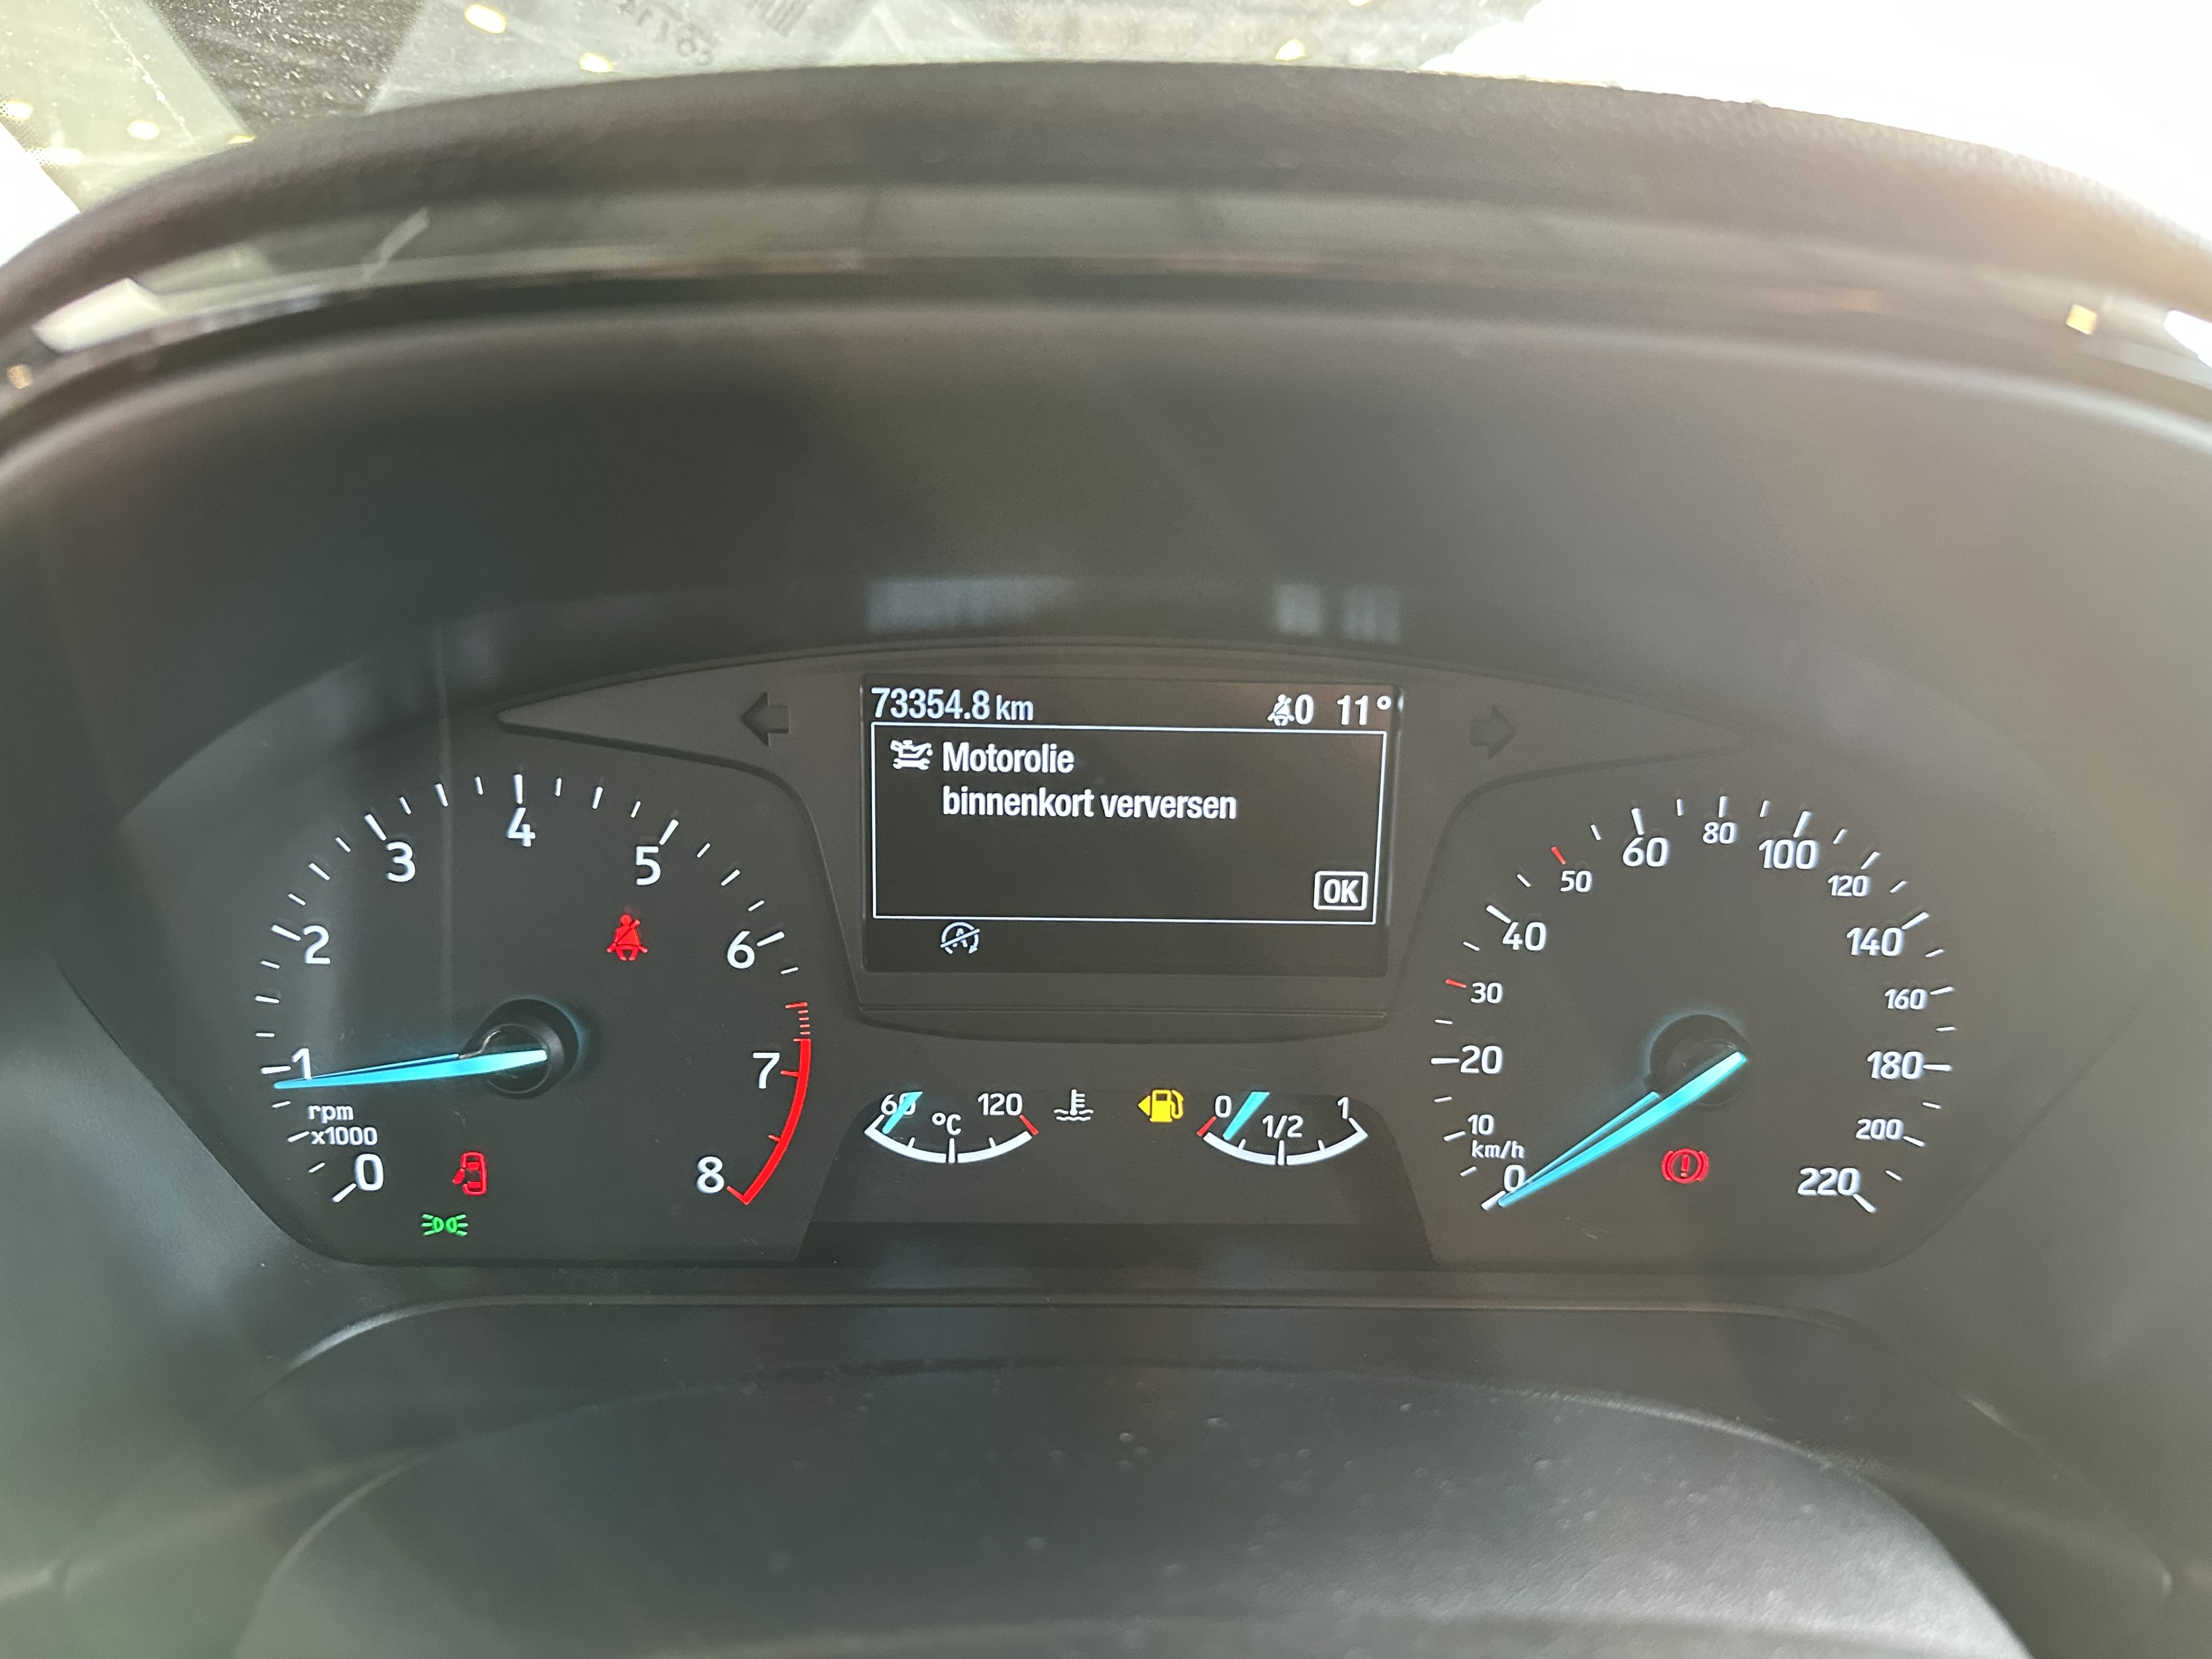 73354.8 km 0 11°
Motorolie
binnenkort verversen
OK
0 1 2 3 4 5 6 7 8
rpm
x1000
60 °C 120
0 1/2 1
0 10 20 30 40 50 60 80 100 120 140 160 180 200 220
km/h